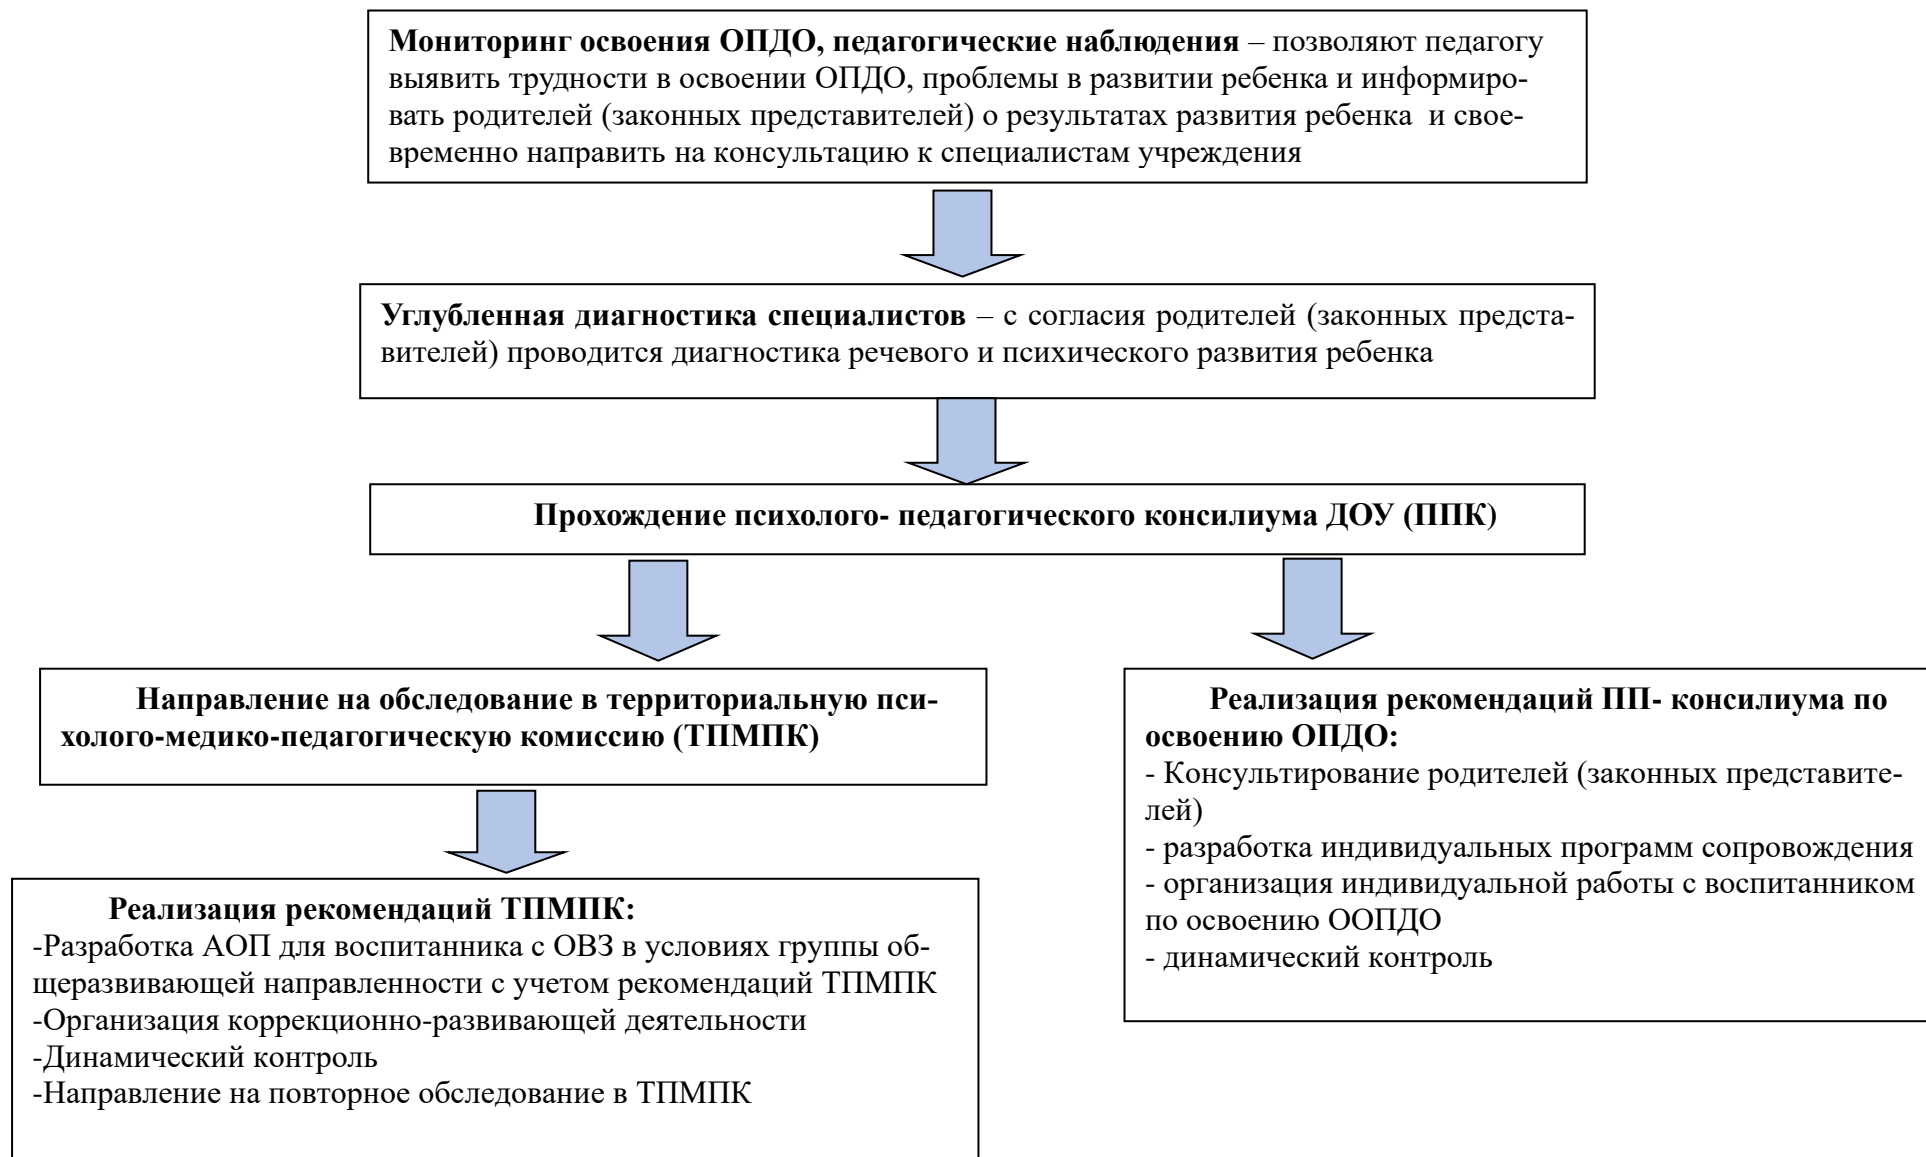 Мониторинг освоения ОПДО, педагогические наблюдения – позволяют педагогу
выявить трудности в освоении ОПДО, проблемы в развитии ребенка и информиро-
вать родителей (законных представителей) о результатах развития ребенка  и свое-
временно направить на консультацию к специалистам учреждения
Углубленная диагностика специалистов – с согласия родителей (законных предста-
вителей) проводится диагностика речевого и психического развития ребенка
Прохождение психолого- педагогического консилиума ДОУ (ППК)
Направление на обследование в территориальную пси-
холого-медико-педагогическую комиссию (ТПМПК)
Реализация рекомендаций ТПМПК:
-Разработка АОП для воспитанника с ОВЗ в условиях группы об-
щеразвивающей направленности с учетом рекомендаций ТПМПК
-Организация коррекционно-развивающей деятельности
-Динамический контроль
-Направление на повторное обследование в ТПМПК
Реализация рекомендаций ПП- консилиума по
освоению ОПДО:
- Консультирование родителей (законных представите-
лей)
- разработка индивидуальных программ сопровождения
- организация индивидуальной работы с воспитанником
по освоению ООПДО
- динамический контроль